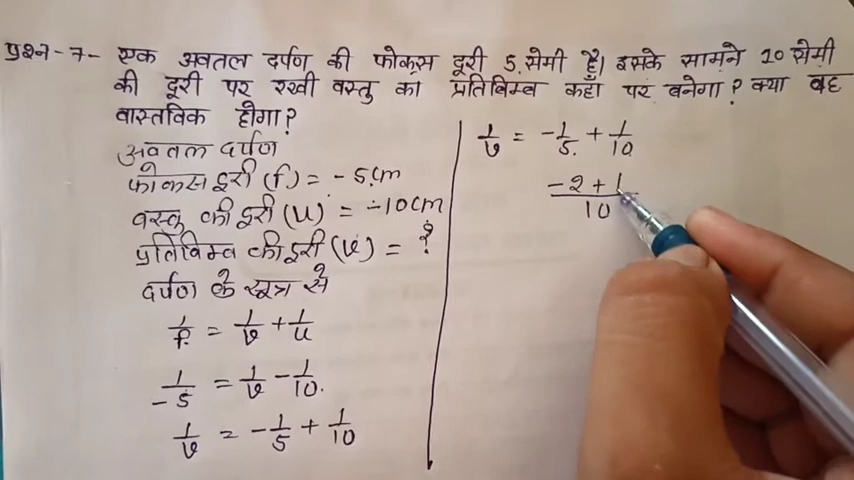 प्रश्न-7- एक अवतल दर्पण की फोकस दूरी 5 सेमी है। इसके सामने 10 सेमी
की दूरी पर रखी वस्तु का प्रतिविम्ब कहाँ पर बनेगा? क्या वह
वास्तविक होगा?
अवतल दर्पण
फोकस दूरी (f) = -5cm
वस्तु की दूरी (u) = -10cm
प्रतिविम्ब की दूरी (v) = ?
दर्पण के सूत्र से
1/f = 1/v + 1/u
1/-5 = 1/v - 1/10
1/v = -1/5 + 1/10
1/v = -1/5 + 1/10
-2+1/10